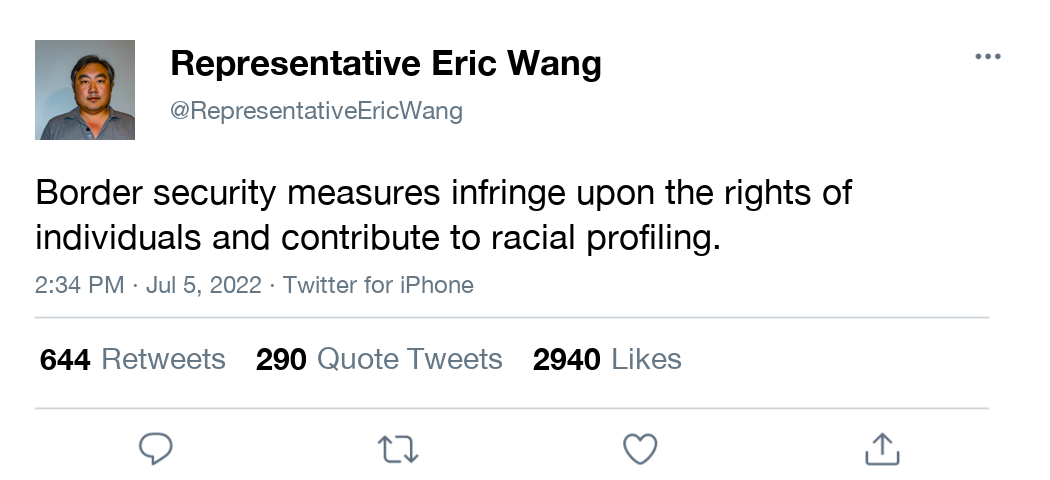 Representative Eric Wang
@RepresentativeEricWang
Border security measures infringe upon the rights of
individuals and contribute to racial profiling.
2:34 PM · Jul 5, 2022 · Twitter for iPhone
644 Retweets 290 Quote Tweets 2940 Likes